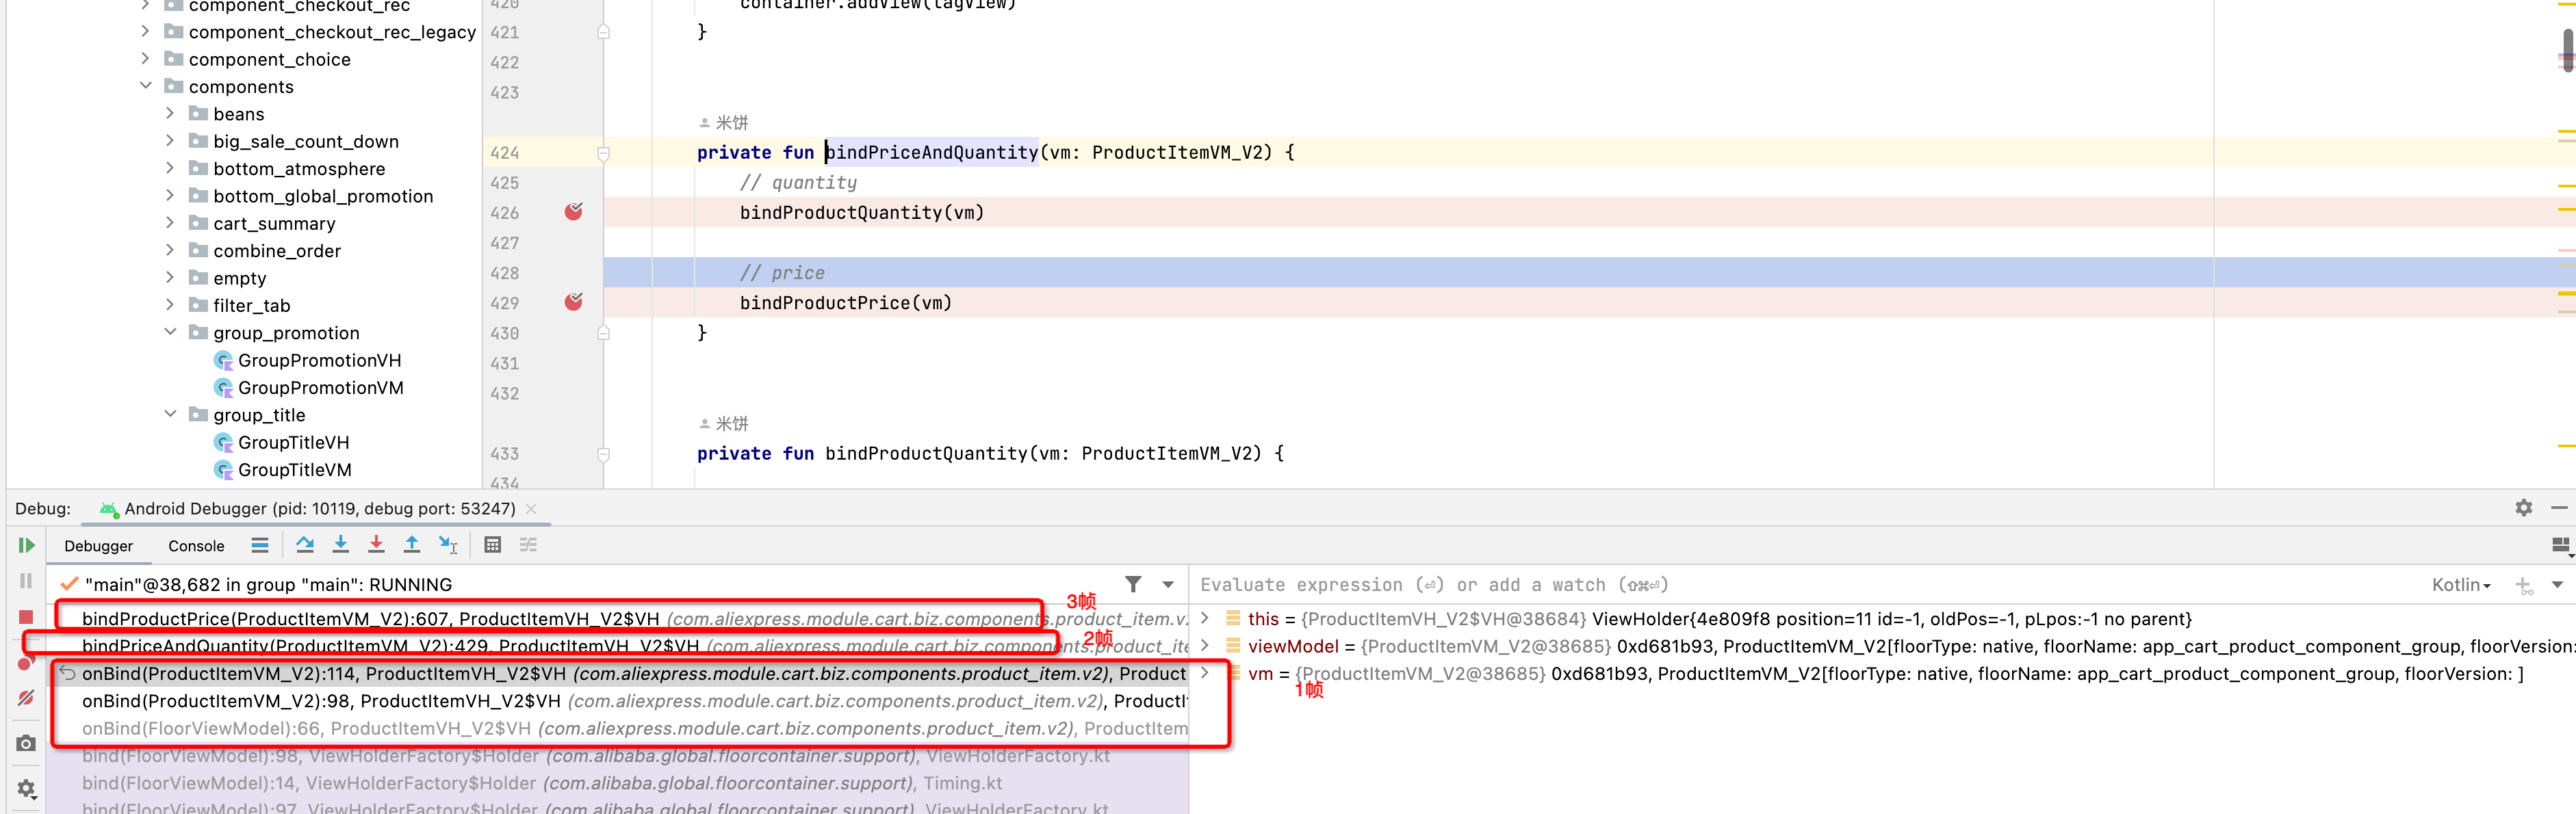 component_checkout_rec
component_checkout_rec_legacy
component_choice
components
beans
big_sale_count_down
bottom_atmosphere
bottom_global_promotion
cart_summary
combine_order
empty
filter_tab
group_promotion
GroupPromotionVH
GroupPromotionVM
group_title
GroupTitleVH
GroupTitleVM
420 container.addView(tagView)
421 }
422
423
米饼
424 private fun bindPriceAndQuantity(vm: ProductItemVM_V2) {
425 // quantity
426 bindProductQuantity(vm)
427
428 // price
429 bindProductPrice(vm)
430 }
431
432
米饼
433 private fun bindProductQuantity(vm: ProductItemVM_V2) {
434
Debug: Android Debugger (pid: 10119, debug port: 53247)
Debugger Console
"main"@38,682 in group "main": RUNNING
Evaluate expression (⏎) or add a watch (⇧⌘⏎) Kotlin
3帧
bindProductPrice(ProductItemVM_V2):607, ProductItemVH_V2$VH (com.aliexpress.module.cart.biz.components.product_item.v2
2帧
bindPriceAndQuantity(ProductItemVM_V2):429, ProductItemVH_V2$VH (com.aliexpress.module.cart.biz.components.product_ite
onBind(ProductItemVM_V2):114, ProductItemVH_V2$VH (com.aliexpress.module.cart.biz.components.product_item.v2), Product
onBind(ProductItemVM_V2):98, ProductItemVH_V2$VH (com.aliexpress.module.cart.biz.components.product_item.v2), ProductI
onBind(FloorViewModel):66, ProductItemVH_V2$VH (com.aliexpress.module.cart.biz.components.product_item.v2), ProductItem
bind(FloorViewModel):98, ViewHolderFactory$Holder (com.alibaba.global.floorcontainer.support), ViewHolderFactory.kt
bind(FloorViewModel):14, ViewHolderFactory$Holder (com.alibaba.global.floorcontainer.support), Timing.kt
bind(FloorViewModel):97, ViewHolderFactory$Holder (com.alibaba.global.floorcontainer.support), ViewHolderFactory.kt
this = {ProductItemVH_V2$VH@38684} ViewHolder{4e809f8 position=11 id=-1, oldPos=-1, pLpos:-1 no parent}
viewModel = {ProductItemVM_V2@38685} 0xd681b93, ProductItemVM_V2[floorType: native, floorName: app_cart_product_component_group, floorVersion:
vm = {ProductItemVM_V2@38685} 0xd681b93, ProductItemVM_V2[floorType: native, floorName: app_cart_product_component_group, floorVersion: ]
1帧